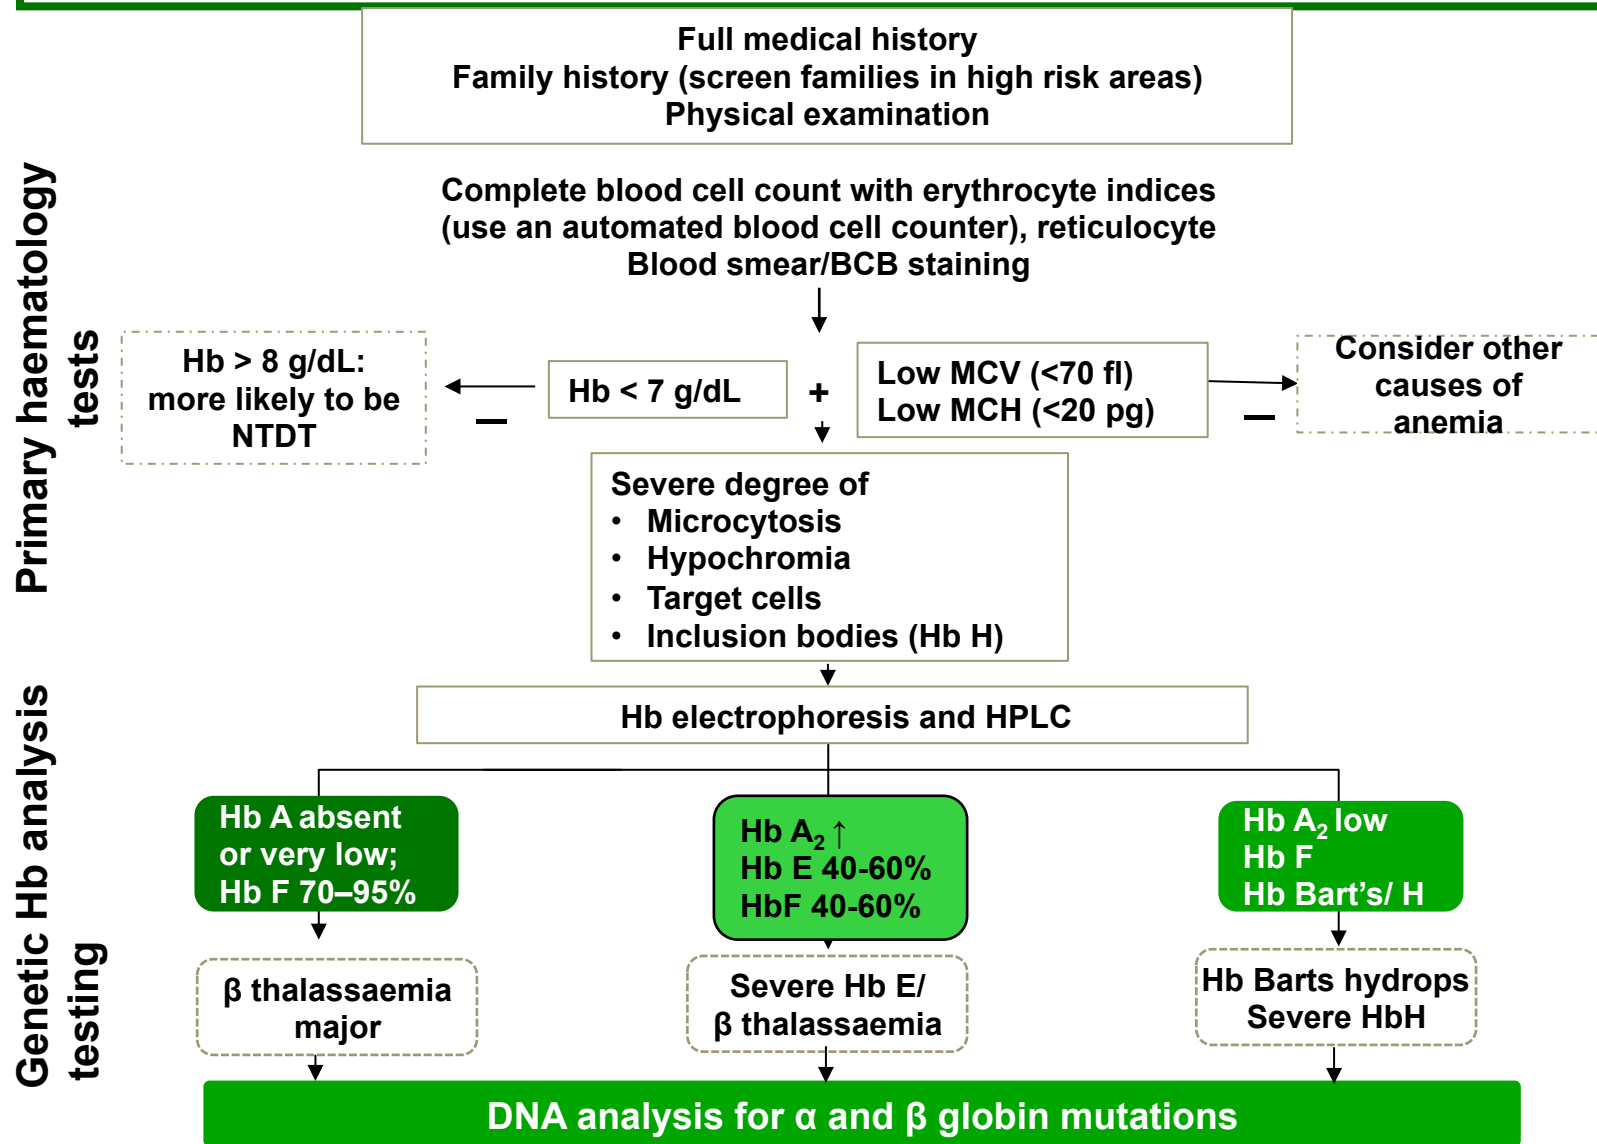 Full medical history
Family history (screen families in high risk areas)
Physical examination
Primary haematology
tests
Complete blood cell count with erythrocyte indices
(use an automated blood cell counter), reticulocyte
Blood smear/BCB staining
Hb > 8 g/dL:
more likely to be
NTDT
–
Hb < 7 g/dL
+
Low MCV (<70 fl)
Low MCH (<20 pg)
–
Consider other
causes of
anemia
Severe degree of
• Microcytosis
• Hypochromia
• Target cells
• Inclusion bodies (Hb H)
Genetic Hb analysis
testing
Hb electrophoresis and HPLC
Hb A absent
or very low;
Hb F 70–95%
Hb A₂ ↑
Hb E 40-60%
HbF 40-60%
Hb A₂ low
Hb F
Hb Bart’s/ H
β thalassaemia
major
Severe Hb E/
β thalassaemia
Hb Barts hydrops
Severe HbH
DNA analysis for α and β globin mutations